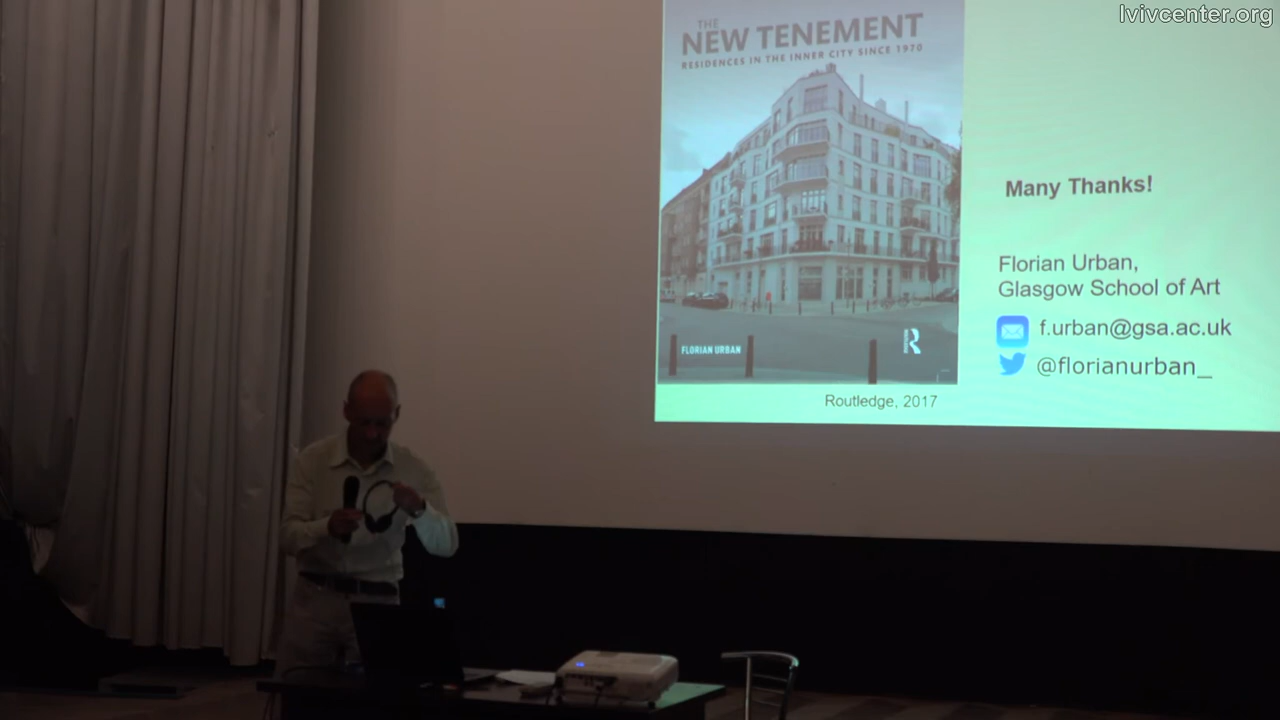 lvivcenter.org
THE
NEW TENEMENT
RESIDENCES IN THE INNER CITY SINCE 1970
FLORIAN URBAN
R
Routledge, 2017
Many Thanks!
Florian Urban,
Glasgow School of Art
f.urban@gsa.ac.uk
@florianurban_